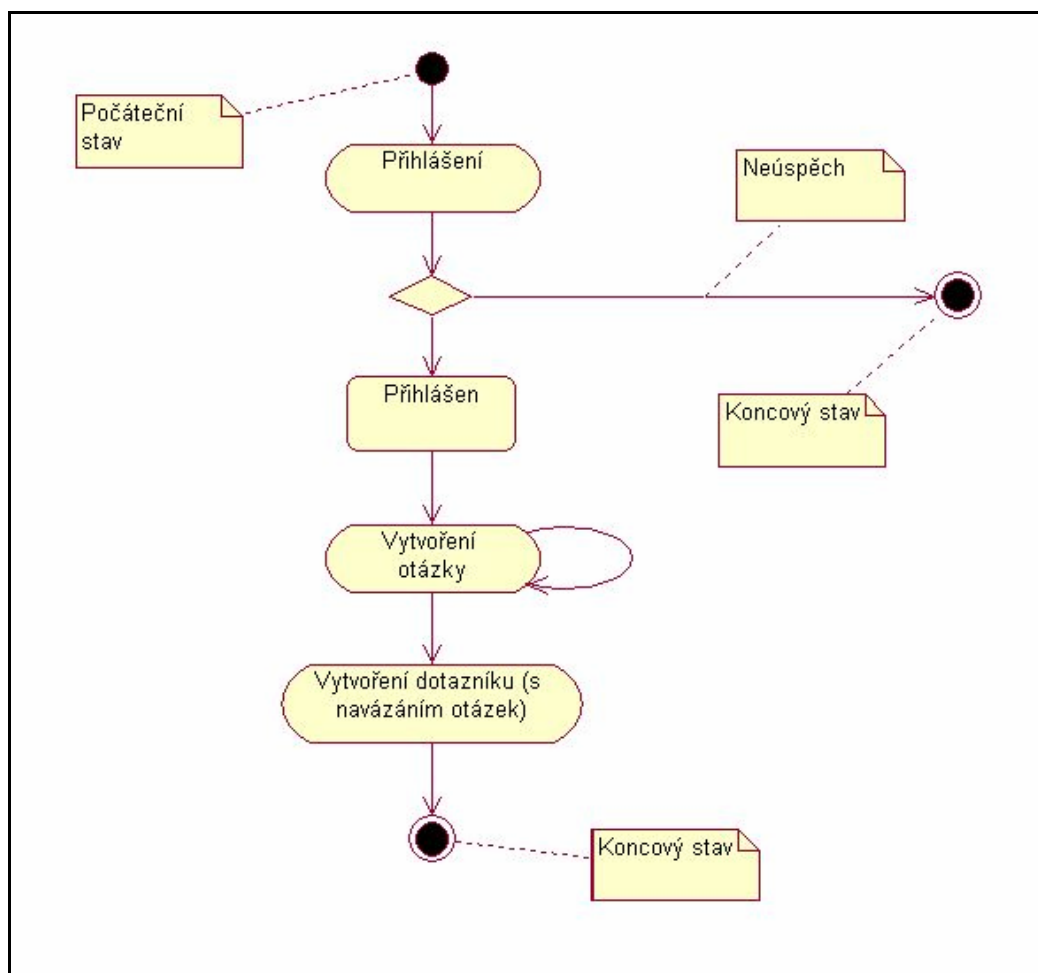 Počáteční
stav
Přihlášení
Neúspěch
Přihlášen
Koncový stav
Vytvoření
otázky
Vytvoření dotazníku (s
navázáním otázek)
Koncový stav